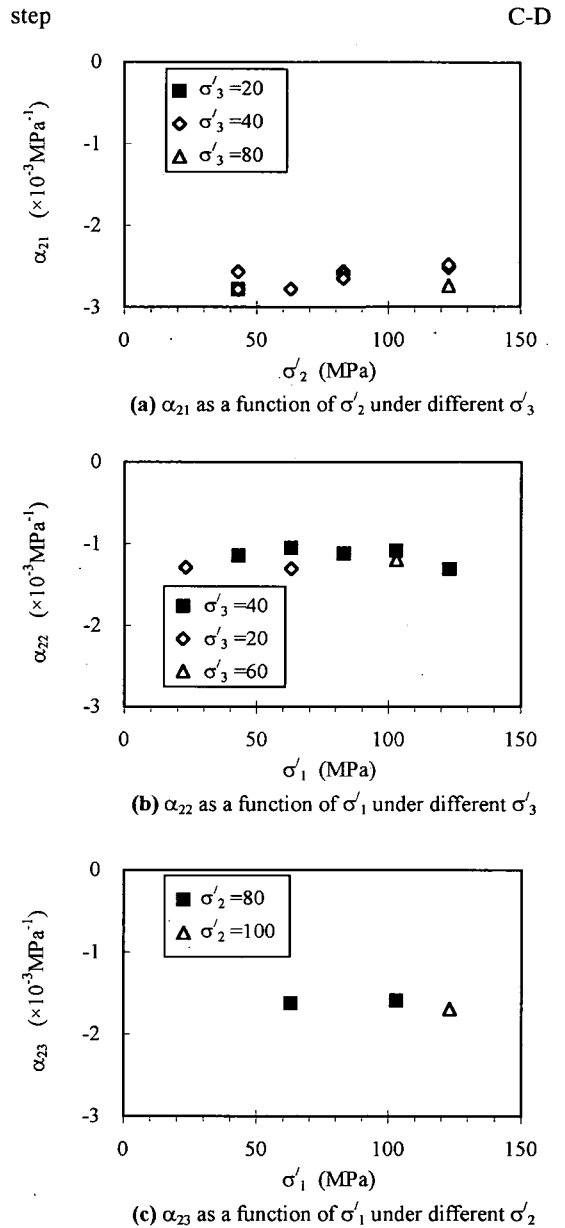 step C-D
0
-1
-2
-3
α21 (×10-3MPa-1)
σ′3 =20
σ′3 =40
σ′3 =80
0 50 100 150
σ′2 (MPa)
(a) α21 as a function of σ′2 under different σ′3
0
-1
-2
-3
α22 (×10-3MPa-1)
σ′3 =40
σ′3 =20
σ′3 =60
0 50 100 150
σ′1 (MPa)
(b) α22 as a function of σ′1 under different σ′3
0
-1
-2
-3
α23 (×10-3MPa-1)
σ′2 =80
σ′2 =100
0 50 100 150
σ′1 (MPa)
(c) α23 as a function of σ′1 under different σ′2